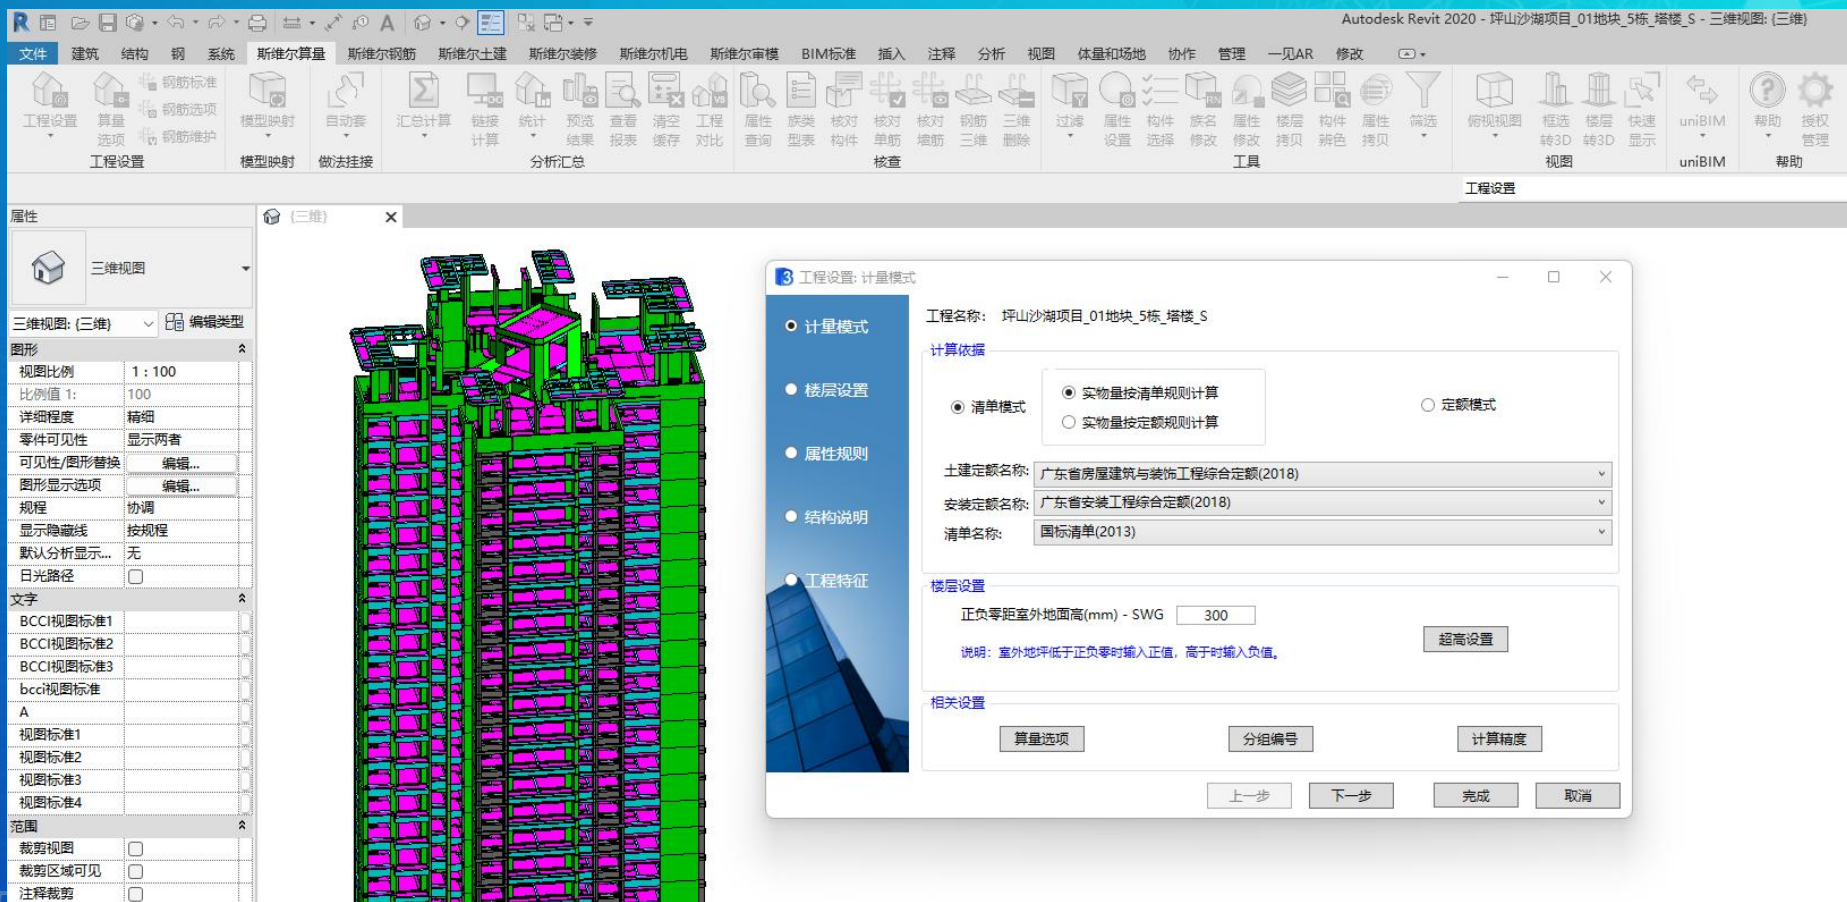 Autodesk Revit 2020 - 坪山沙湖项目_01地块_5栋_塔楼_S - 三维视图: {三维}
文件 建筑 结构 钢 系统 斯维尔算量 斯维尔钢筋 斯维尔土建 斯维尔装修 斯维尔机电 斯维尔审模 BIM标准 插入 注释 分析 视图 体量和场地 协作 管理 一见AR 修改
工程设置 算量选项 钢筋标准 钢筋选项 钢筋维护 模型映射 自动套 汇总计算 链接计算 统计 预览结果 查看报表 清空缓存 工程对比 属性查询 族类型表 核对构件 核对单筋 核对墙筋 钢筋三维 三维删除 过滤 属性设置 构件选择 族名修改 属性修改 楼层拷贝 构件辨色 属性拷贝 筛选 俯视视图 框选转3D 楼层转3D 快速显示 uniBIM 帮助 授权管理
工程设置 模型映射 做法挂接 分析汇总 核查 工具 视图 uniBIM 帮助
工程设置
属性
{三维}
三维视图
三维视图: {三维} 编辑类型
图形
视图比例 1 : 100
比例值 1: 100
详细程度 精细
零件可见性 显示两者
可见性/图形替换 编辑...
图形显示选项 编辑...
规程 协调
显示隐藏线 按规程
默认分析显示... 无
日光路径
文字
BCCI视图标准1
BCCI视图标准2
BCCI视图标准3
bcci视图标准
A
视图标准1
视图标准2
视图标准3
视图标准4
范围
裁剪视图
裁剪区域可见
注释裁剪
工程设置: 计量模式
计量模式
楼层设置
属性规则
结构说明
工程特征
工程名称: 坪山沙湖项目_01地块_5栋_塔楼_S
计算依据
清单模式
实物量按清单规则计算
实物量按定额规则计算
定额模式
土建定额名称: 广东省房屋建筑与装饰工程综合定额(2018)
安装定额名称: 广东省安装工程综合定额(2018)
清单名称: 国标清单(2013)
楼层设置
正负零距室外地面高(mm) - SWG 300
超高设置
说明: 室外地坪低于正负零时输入正值，高于时输入负值。
相关设置
算量选项 分组编号 计算精度
上一步 下一步 完成 取消